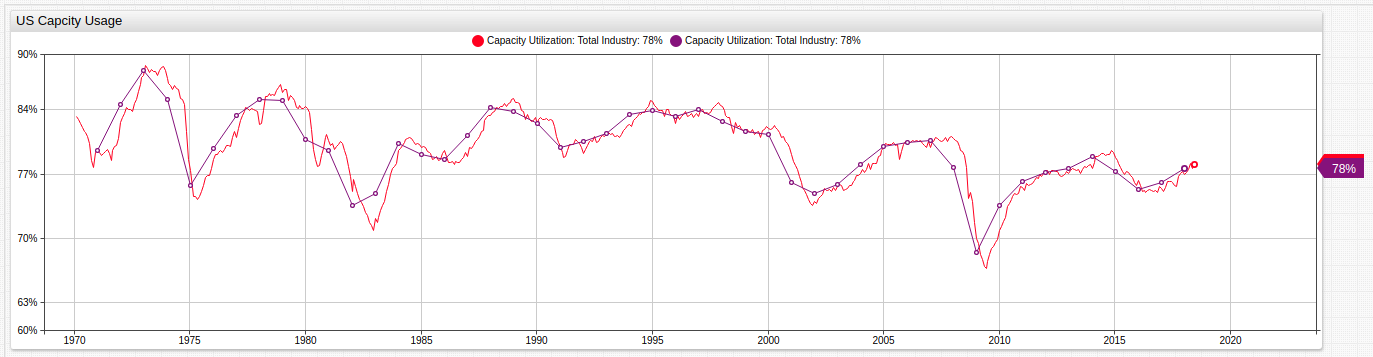 US Capcity Usage
Capacity Utilization: Total Industry: 78% Capacity Utilization: Total Industry: 78%
90%
84%
77%
78%
70%
63%
60%
1970 1975 1980 1985 1990 1995 2000 2005 2010 2015 2020